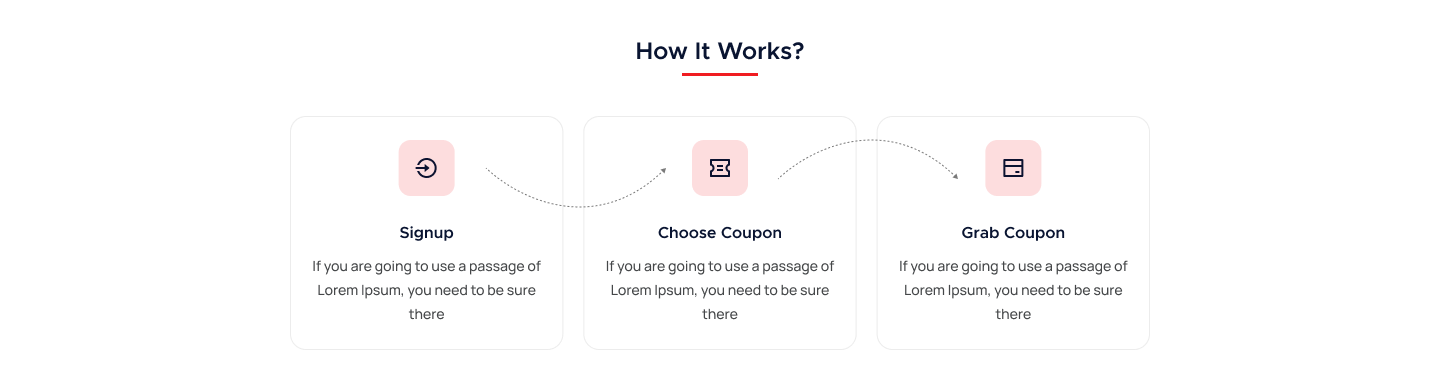 How It Works?
Signup
If you are going to use a passage of
Lorem Ipsum, you need to be sure
there
Choose Coupon
If you are going to use a passage of
Lorem Ipsum, you need to be sure
there
Grab Coupon
If you are going to use a passage of
Lorem Ipsum, you need to be sure
there